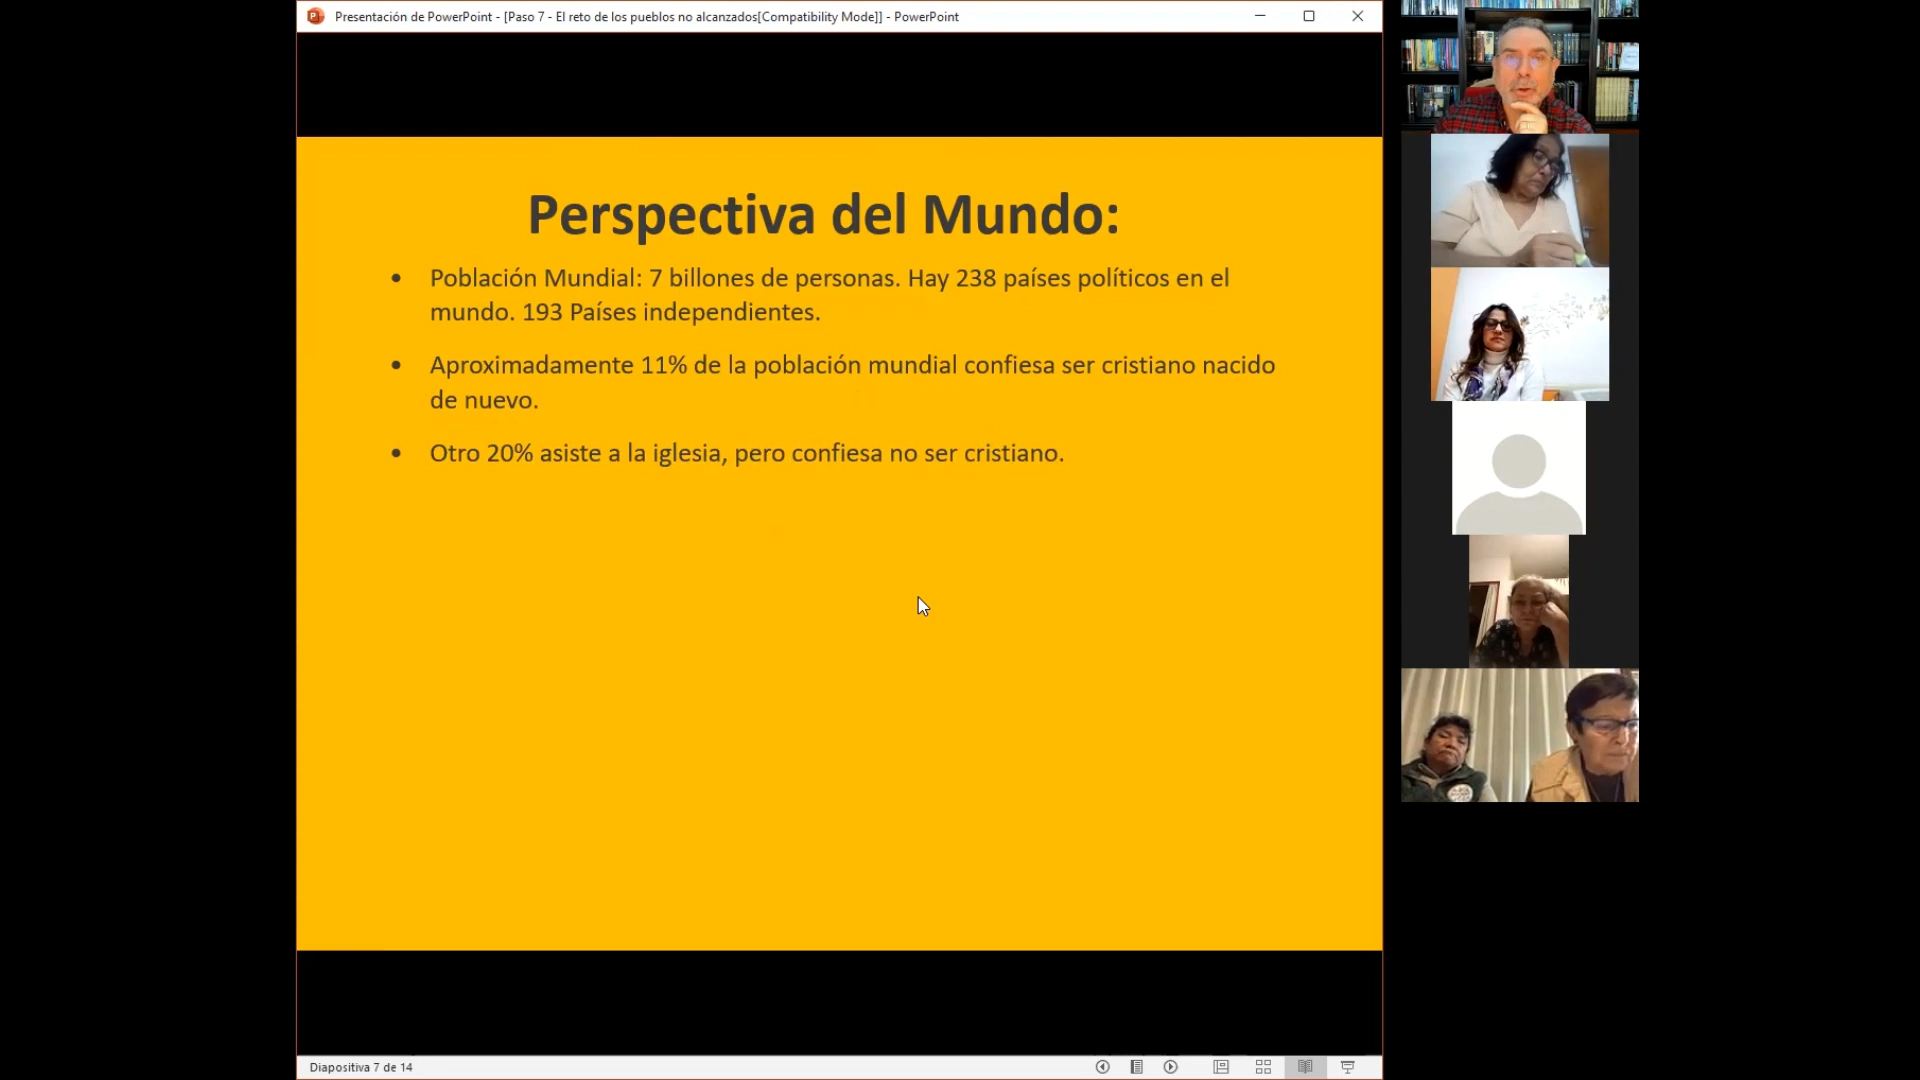 Presentación de PowerPoint - [Paso 7 - El reto de los pueblos no alcanzados[Compatibility Mode]] - PowerPoint
Perspectiva del Mundo:
• Población Mundial: 7 billones de personas. Hay 238 países políticos en el
mundo. 193 Países independientes.
• Aproximadamente 11% de la población mundial confiesa ser cristiano nacido
de nuevo.
• Otro 20% asiste a la iglesia, pero confiesa no ser cristiano.
Diapositiva 7 de 14